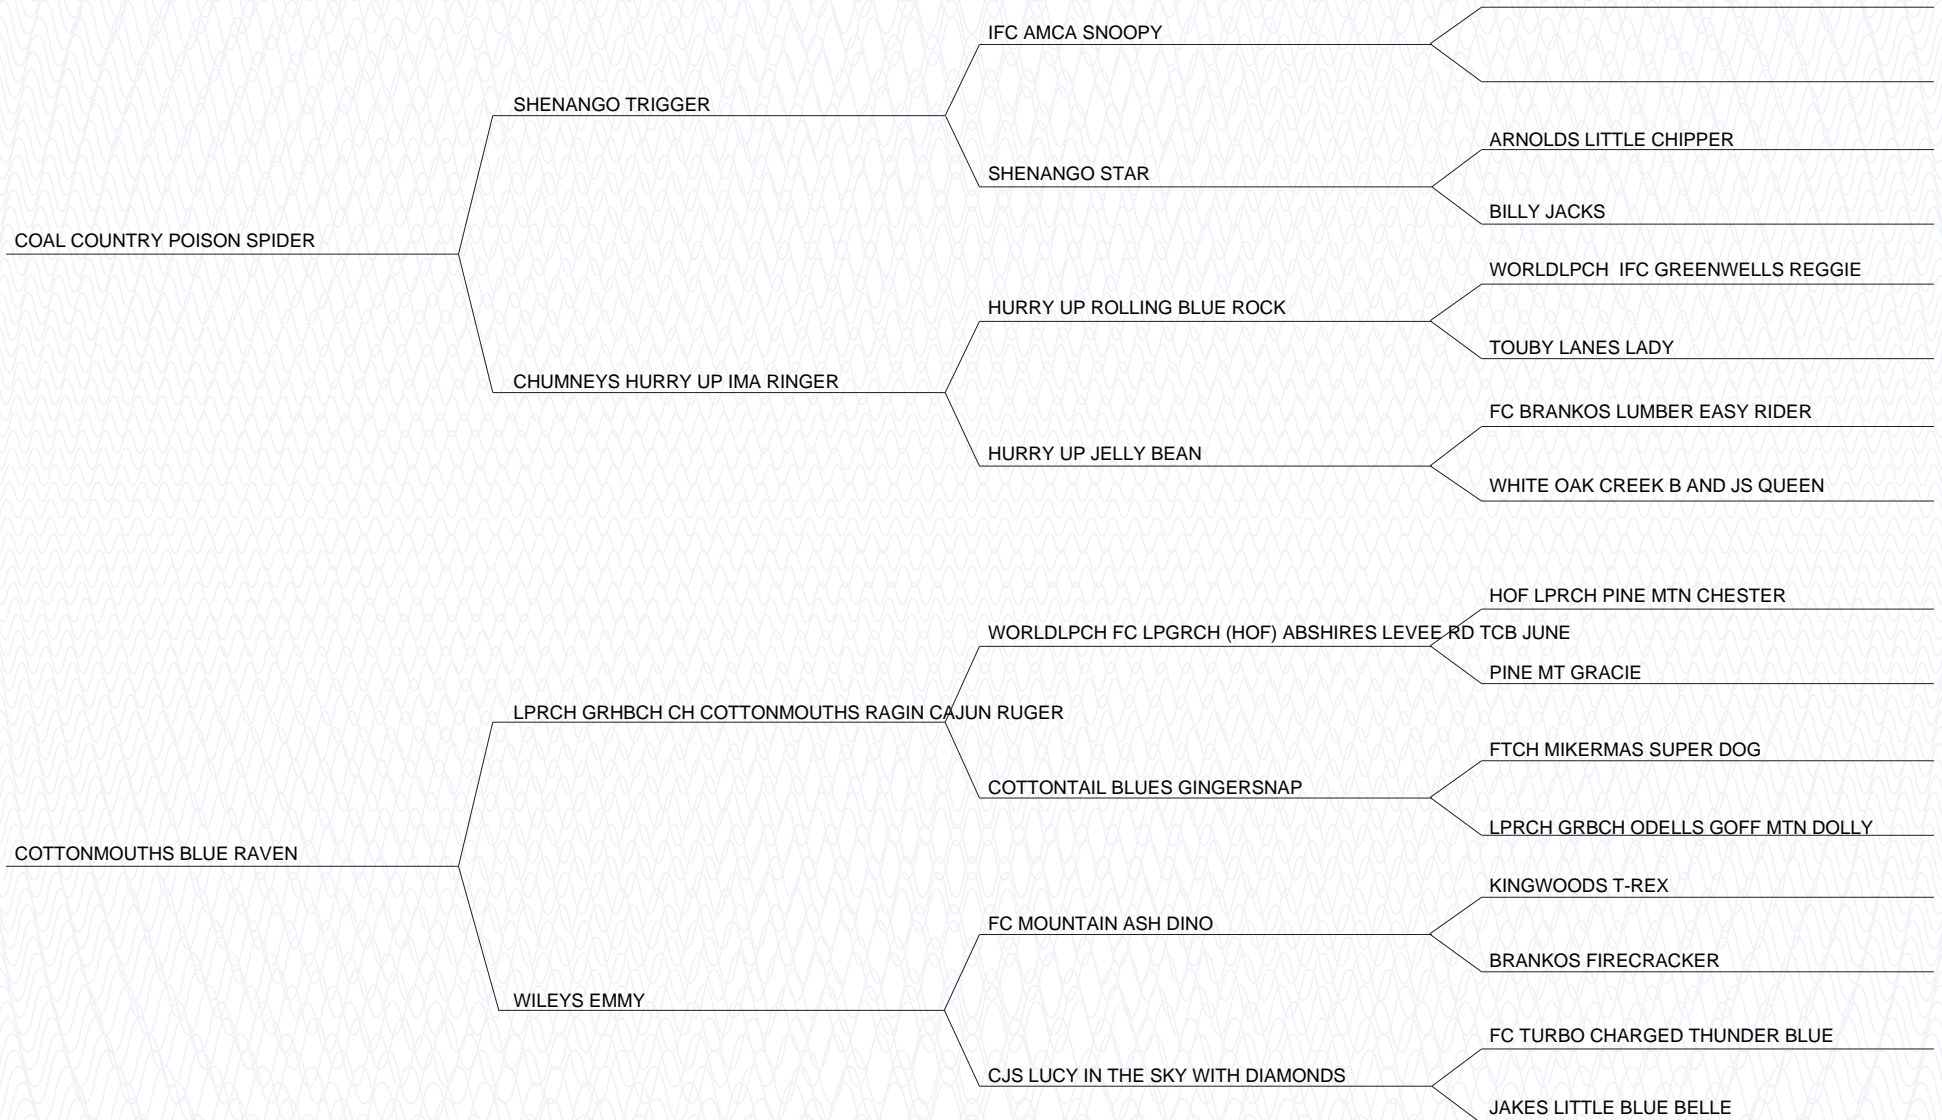 IFC AMCA SNOOPY
SHENANGO TRIGGER
ARNOLDS LITTLE CHIPPER
SHENANGO STAR
BILLY JACKS
COAL COUNTRY POISON SPIDER
WORLDLPCH  IFC GREENWELLS REGGIE
HURRY UP ROLLING BLUE ROCK
TOUBY LANES LADY
CHUMNEYS HURRY UP IMA RINGER
FC BRANKOS LUMBER EASY RIDER
HURRY UP JELLY BEAN
WHITE OAK CREEK B AND JS QUEEN
HOF LPRCH PINE MTN CHESTER
WORLDLPCH FC LPGRCH (HOF) ABSHIRES LEVEE RD TCB JUNE
PINE MT GRACIE
LPRCH GRHBCH CH COTTONMOUTHS RAGIN CAJUN RUGER
FTCH MIKERMAS SUPER DOG
COTTONTAIL BLUES GINGERSNAP
LPRCH GRBCH ODELLS GOFF MTN DOLLY
COTTONMOUTHS BLUE RAVEN
KINGWOODS T-REX
FC MOUNTAIN ASH DINO
BRANKOS FIRECRACKER
WILEYS EMMY
FC TURBO CHARGED THUNDER BLUE
CJS LUCY IN THE SKY WITH DIAMONDS
JAKES LITTLE BLUE BELLE